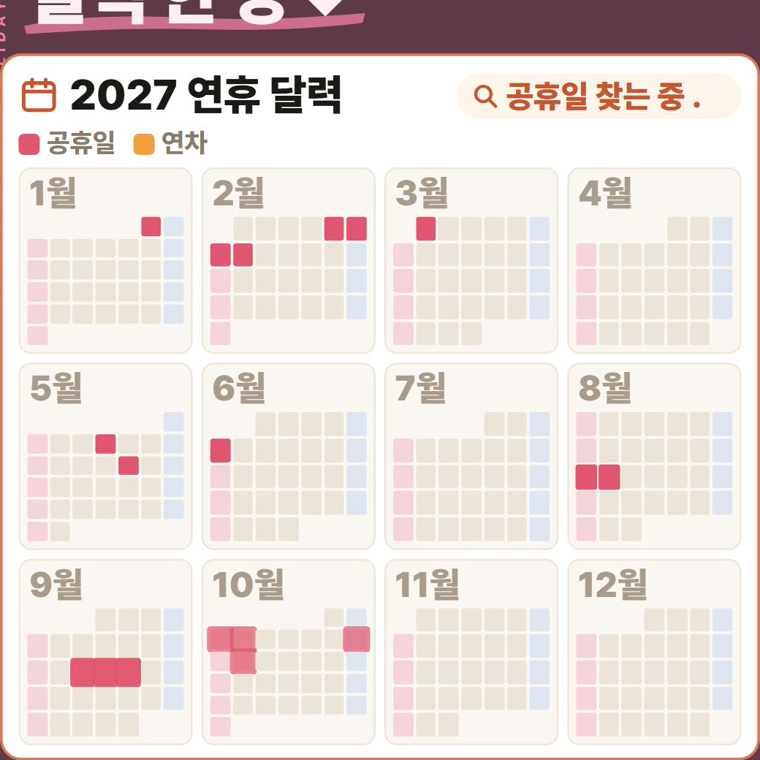 2027 연휴 달력
공휴일 찾는 중 .
공휴일 연차
1월 2월 3월 4월
5월 6월 7월 8월
9월 10월 11월 12월